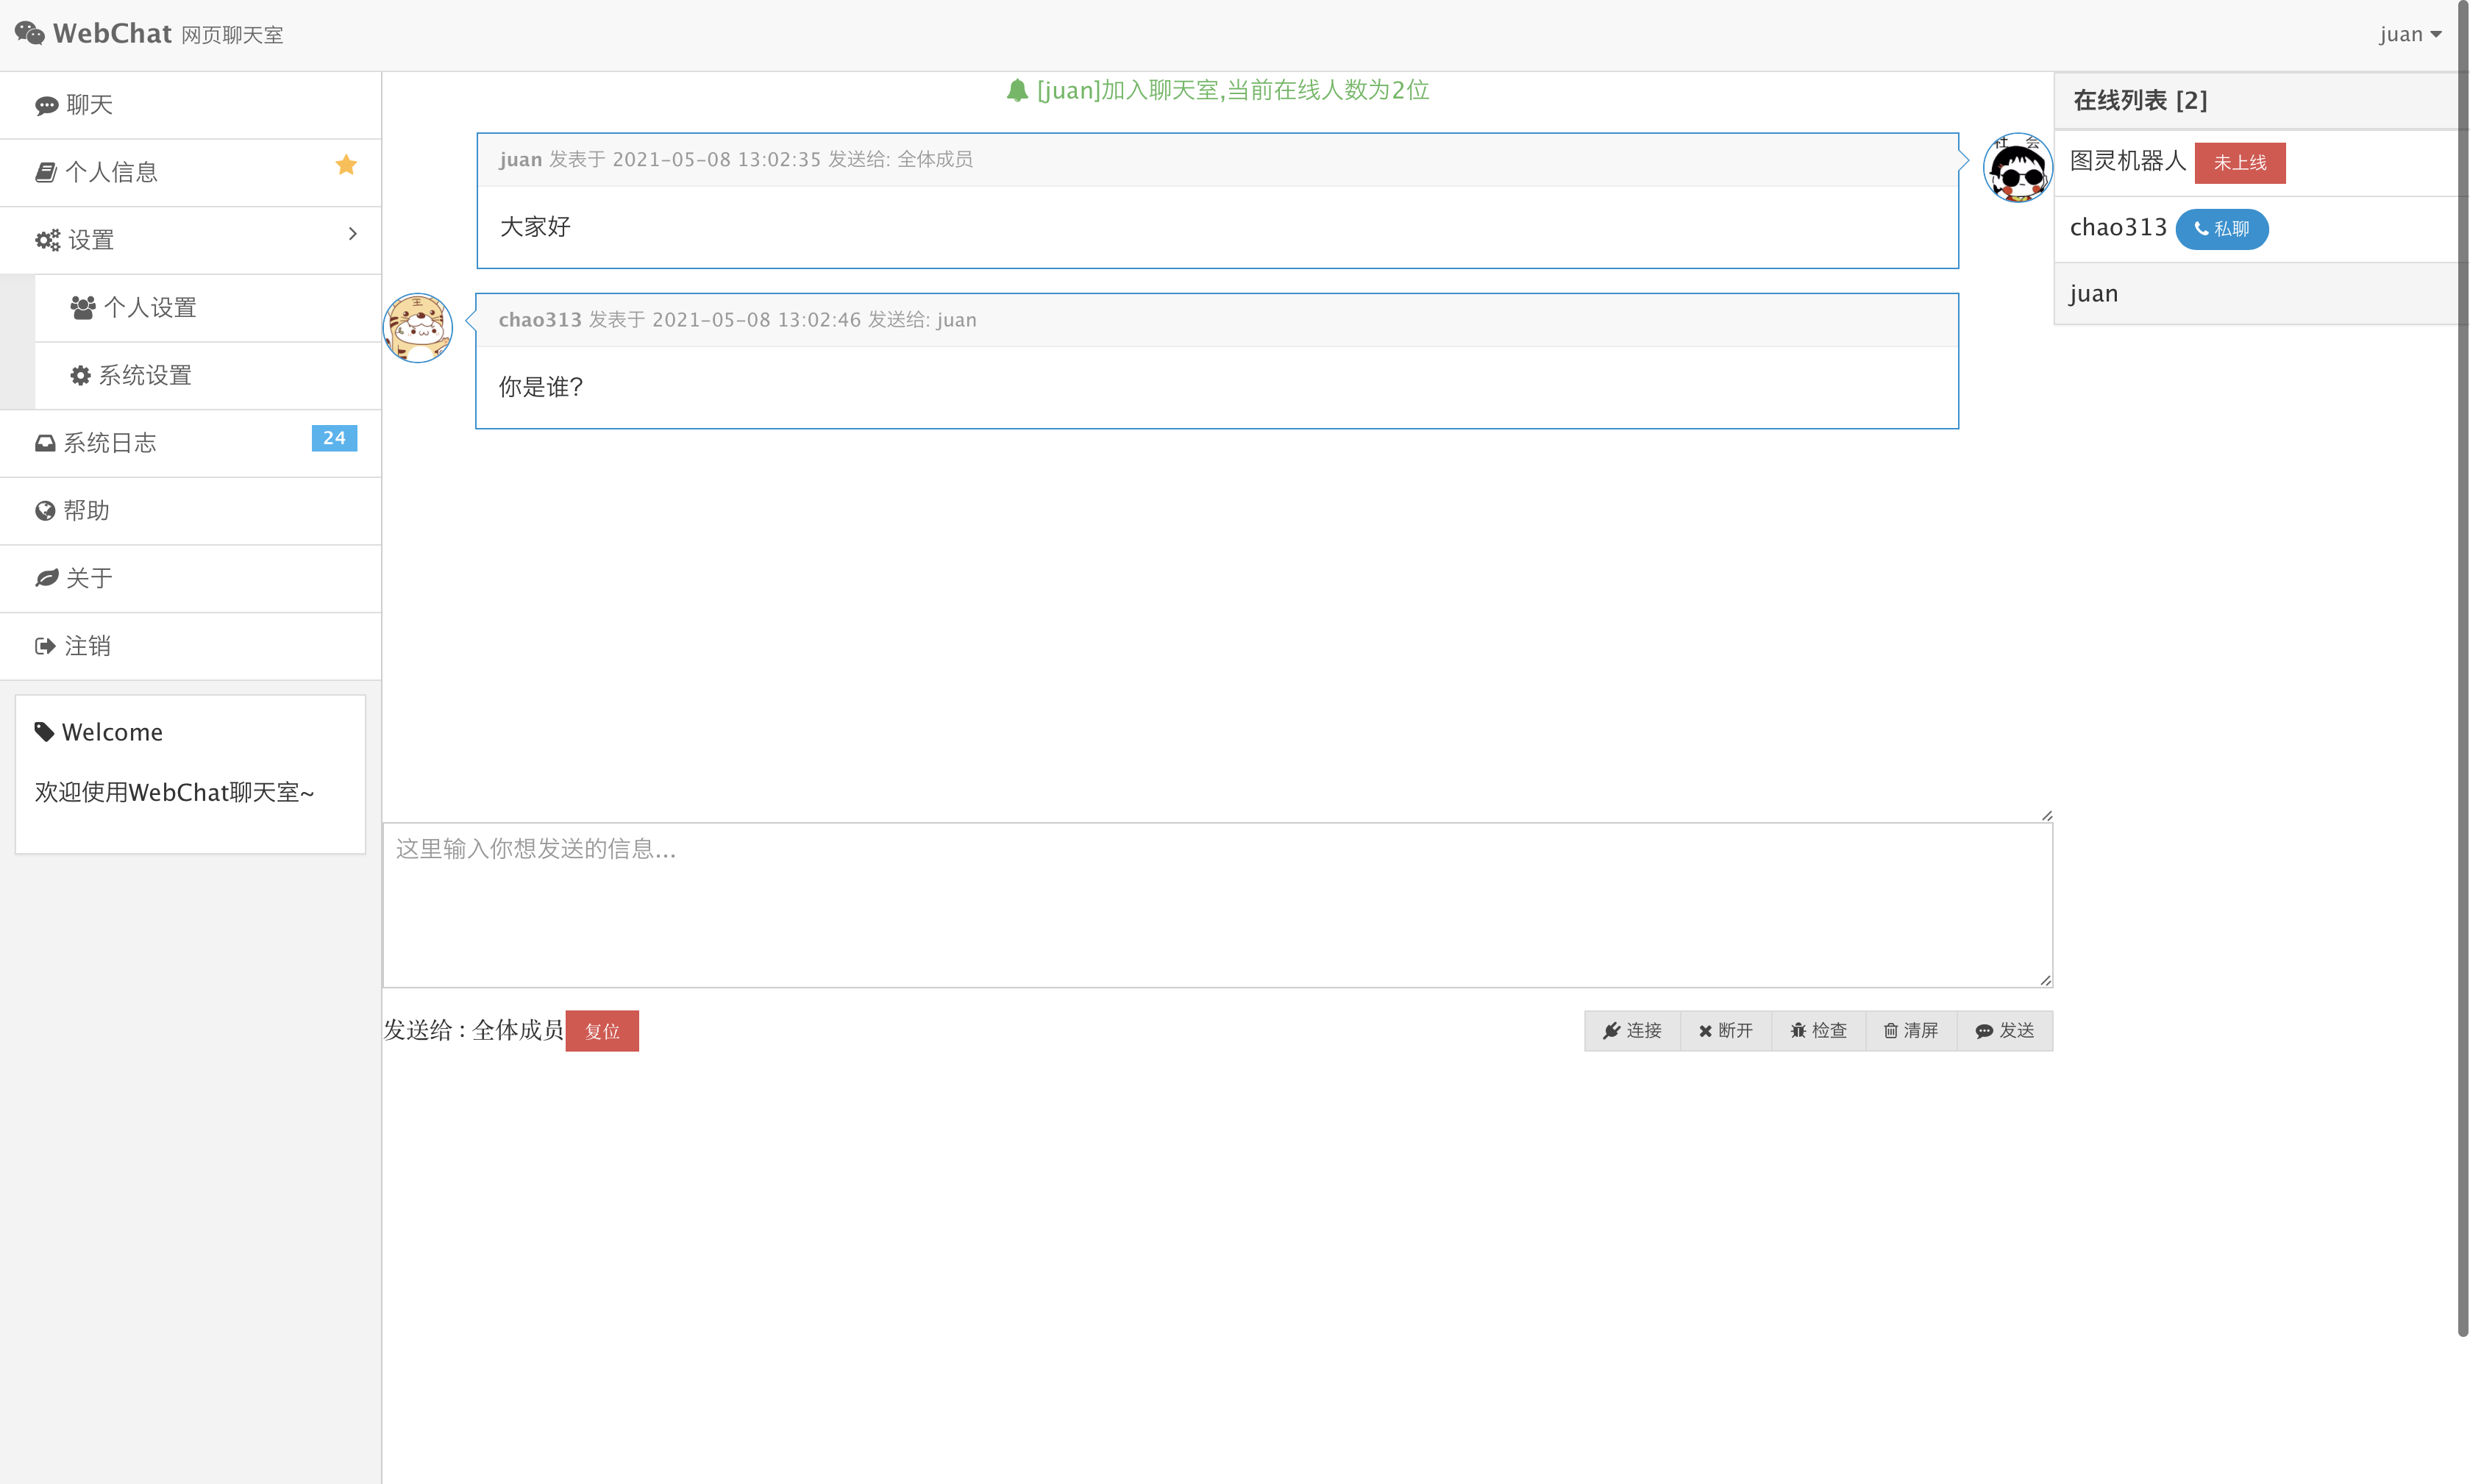 WebChat 网页聊天室
juan
聊天
个人信息
设置
个人设置
系统设置
系统日志 24
帮助
关于
注销
Welcome
欢迎使用WebChat聊天室~
[juan]加入聊天室,当前在线人数为2位
juan 发表于 2021-05-08 13:02:35 发送给: 全体成员
大家好
社 会
chao313 发表于 2021-05-08 13:02:46 发送给: juan
你是谁?
这里输入你想发送的信息...
发送给 : 全体成员 复位
连接 断开 检查 清屏 发送
在线列表 [2]
图灵机器人 未上线
chao313 私聊
juan